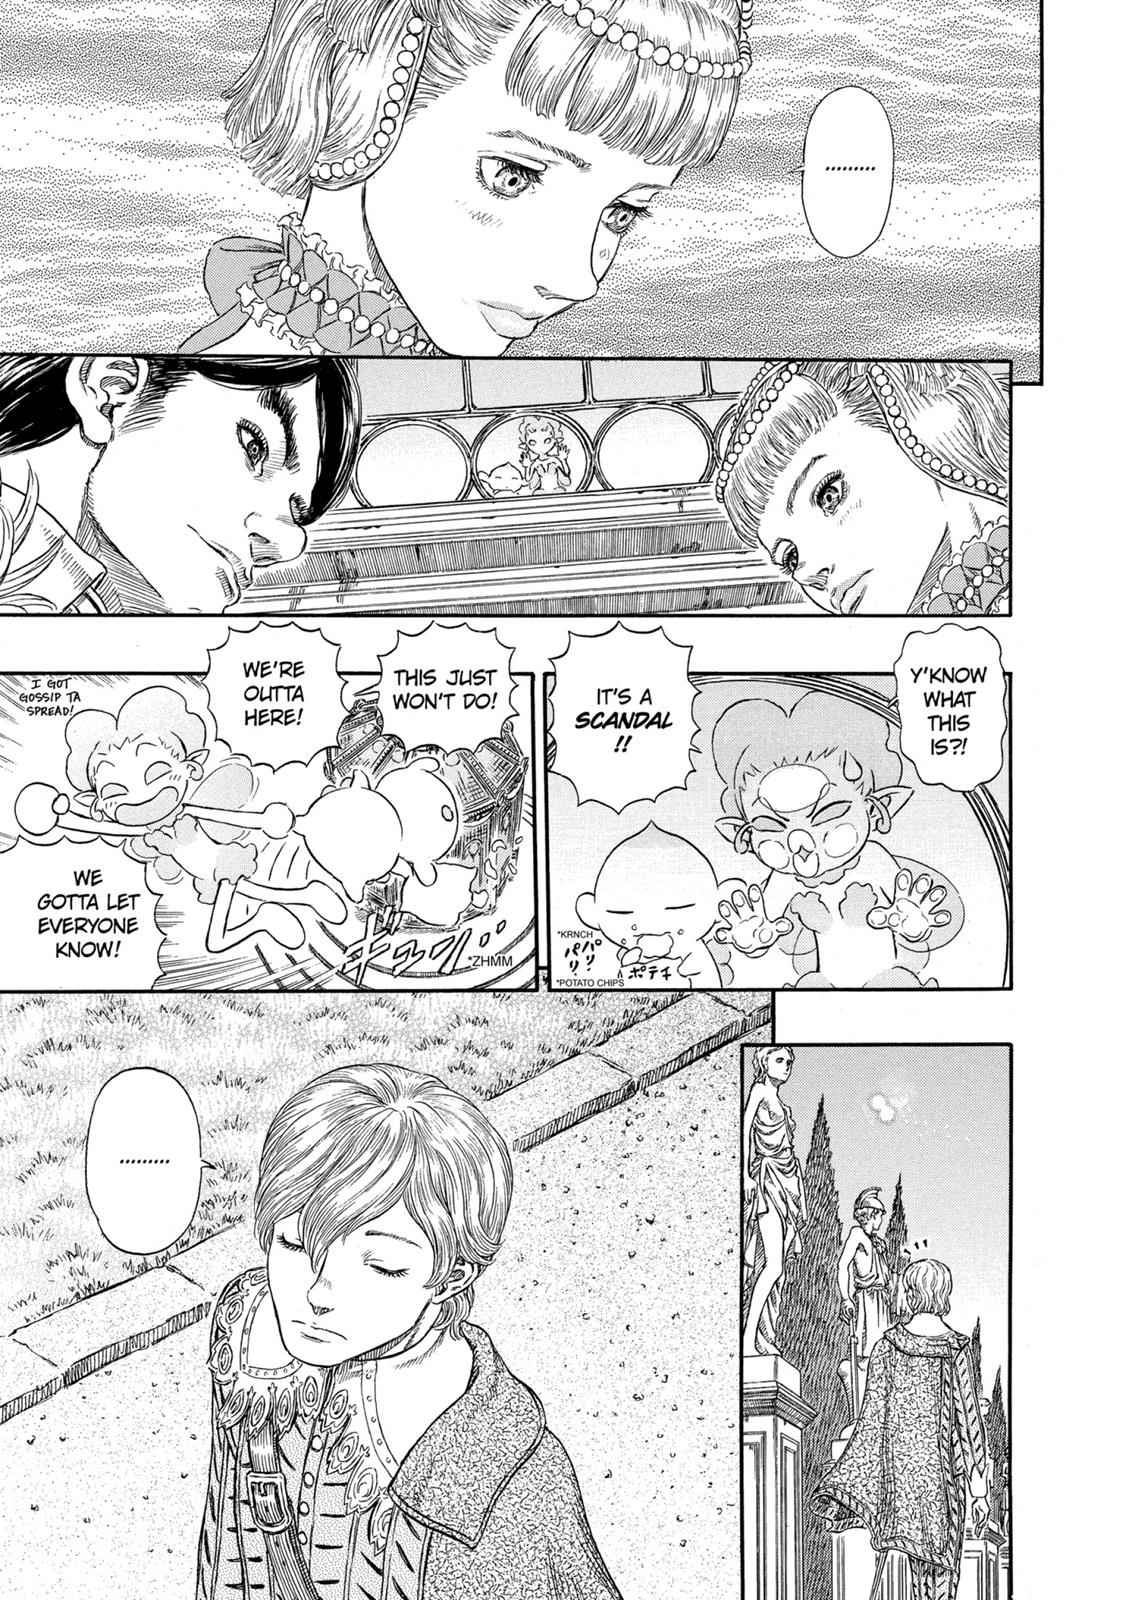 ..........
Y'KNOW
WHAT
THIS
IS?!
IT'S A
SCANDAL
!!
*KRNCH
パリ
パリ
ポテチ
*POTATO CHIPS
THIS JUST
WON'T DO!
WE'RE
OUTTA
HERE!
I GOT
GOSSIP TA
SPREAD!
WE
GOTTA LET
EVERYONE
KNOW!
*ZHMM
..........